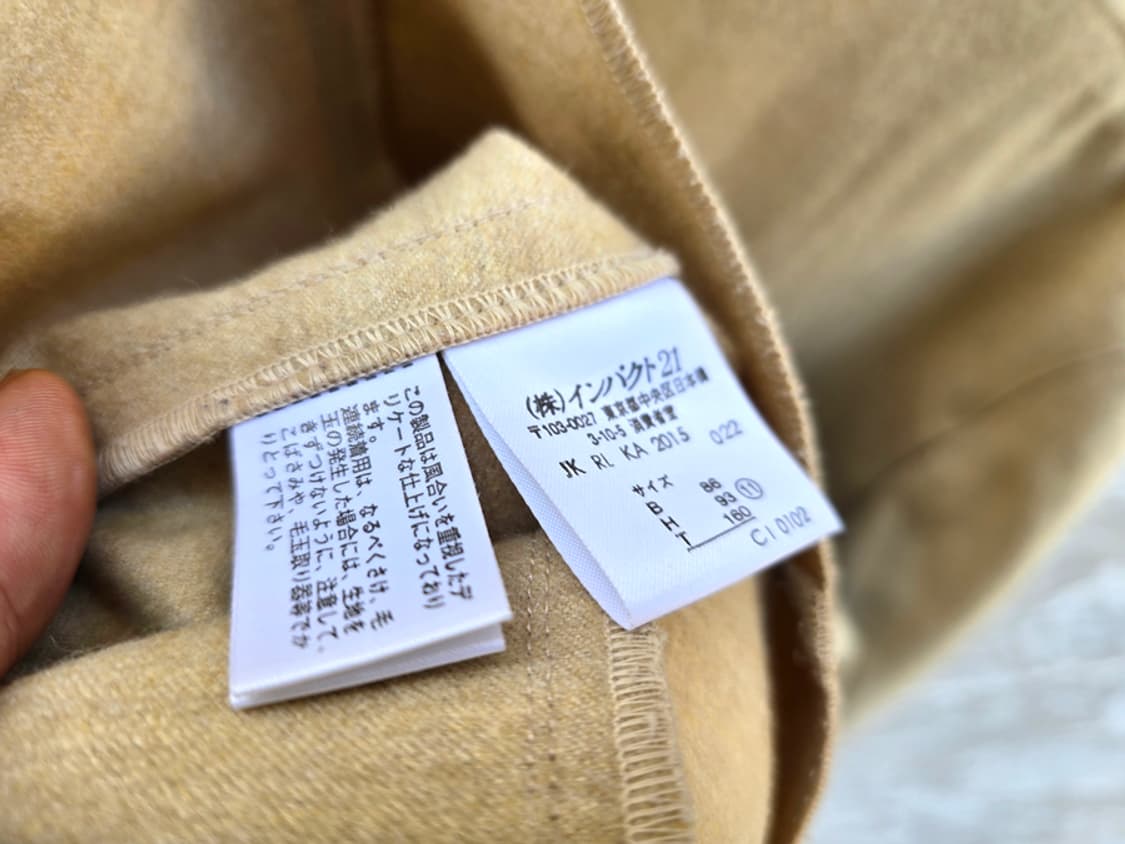 この製品は風合いを重視したデ
リケートな仕上げになっており
ます。
連続着用は、なるべくさけ、毛
玉の発生した場合には、生地を
きずつけないように、注意して、
こばさみや、毛玉取り器等でか
りとって下さい。
(株)インパクト21
〒103-0027 東京都中央区日本橋
3-10-5 消費者室
JK RL KA 2015 022
サイズ
B 86 ⑪
H 93
T 160
C10102